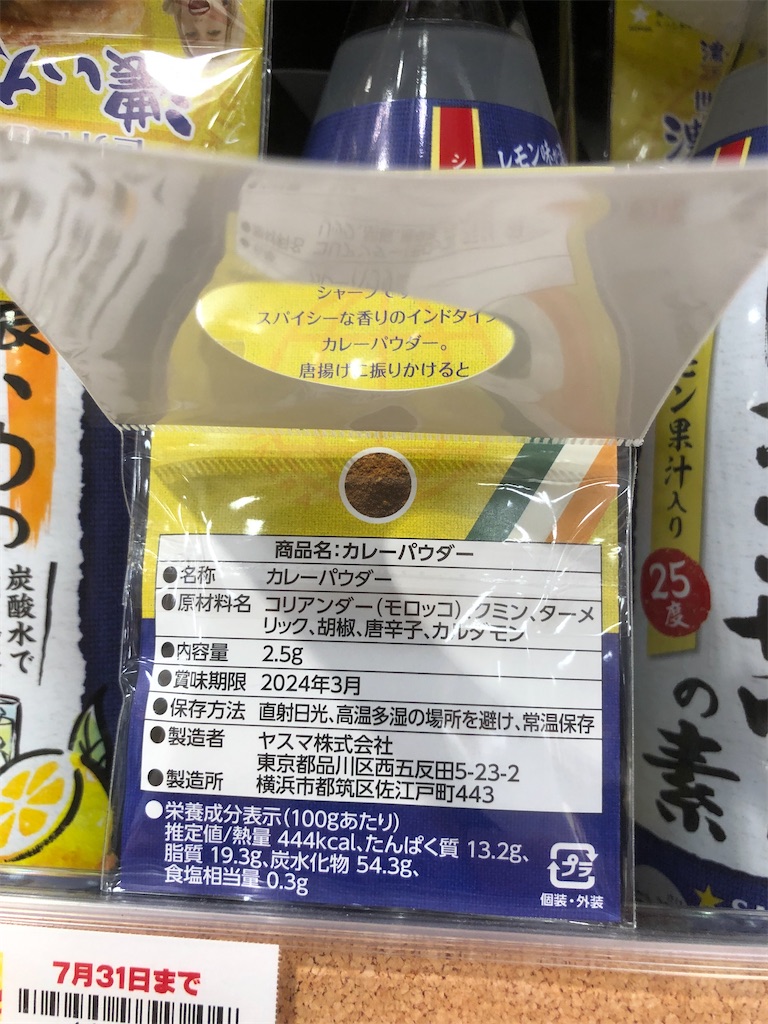 濃い
レモン味の
シャープで
スパイシーな香りのインドタイプ
カレーパウダー。
唐揚げに振りかけると
商品名:カレーパウダー
●名称 カレーパウダー
●原材料名 コリアンダー(モロッコ)、クミン、ターメ
リック、胡椒、唐辛子、カルダモン
●内容量 2.5g
●賞味期限 2024年3月
●保存方法 直射日光、高温多湿の場所を避け、常温保存
●製造者 ヤスマ株式会社
東京都品川区西五反田5-23-2
●製造所 横浜市都筑区佐江戸町443
●栄養成分表示(100gあたり)
推定値/熱量 444kcal、たんぱく質 13.2g、
脂質 19.3g、炭水化物 54.3g、
食塩相当量 0.3g
プラ
個装・外装
炭酸水で
モン果汁入り
25度
の素
7月31日まで